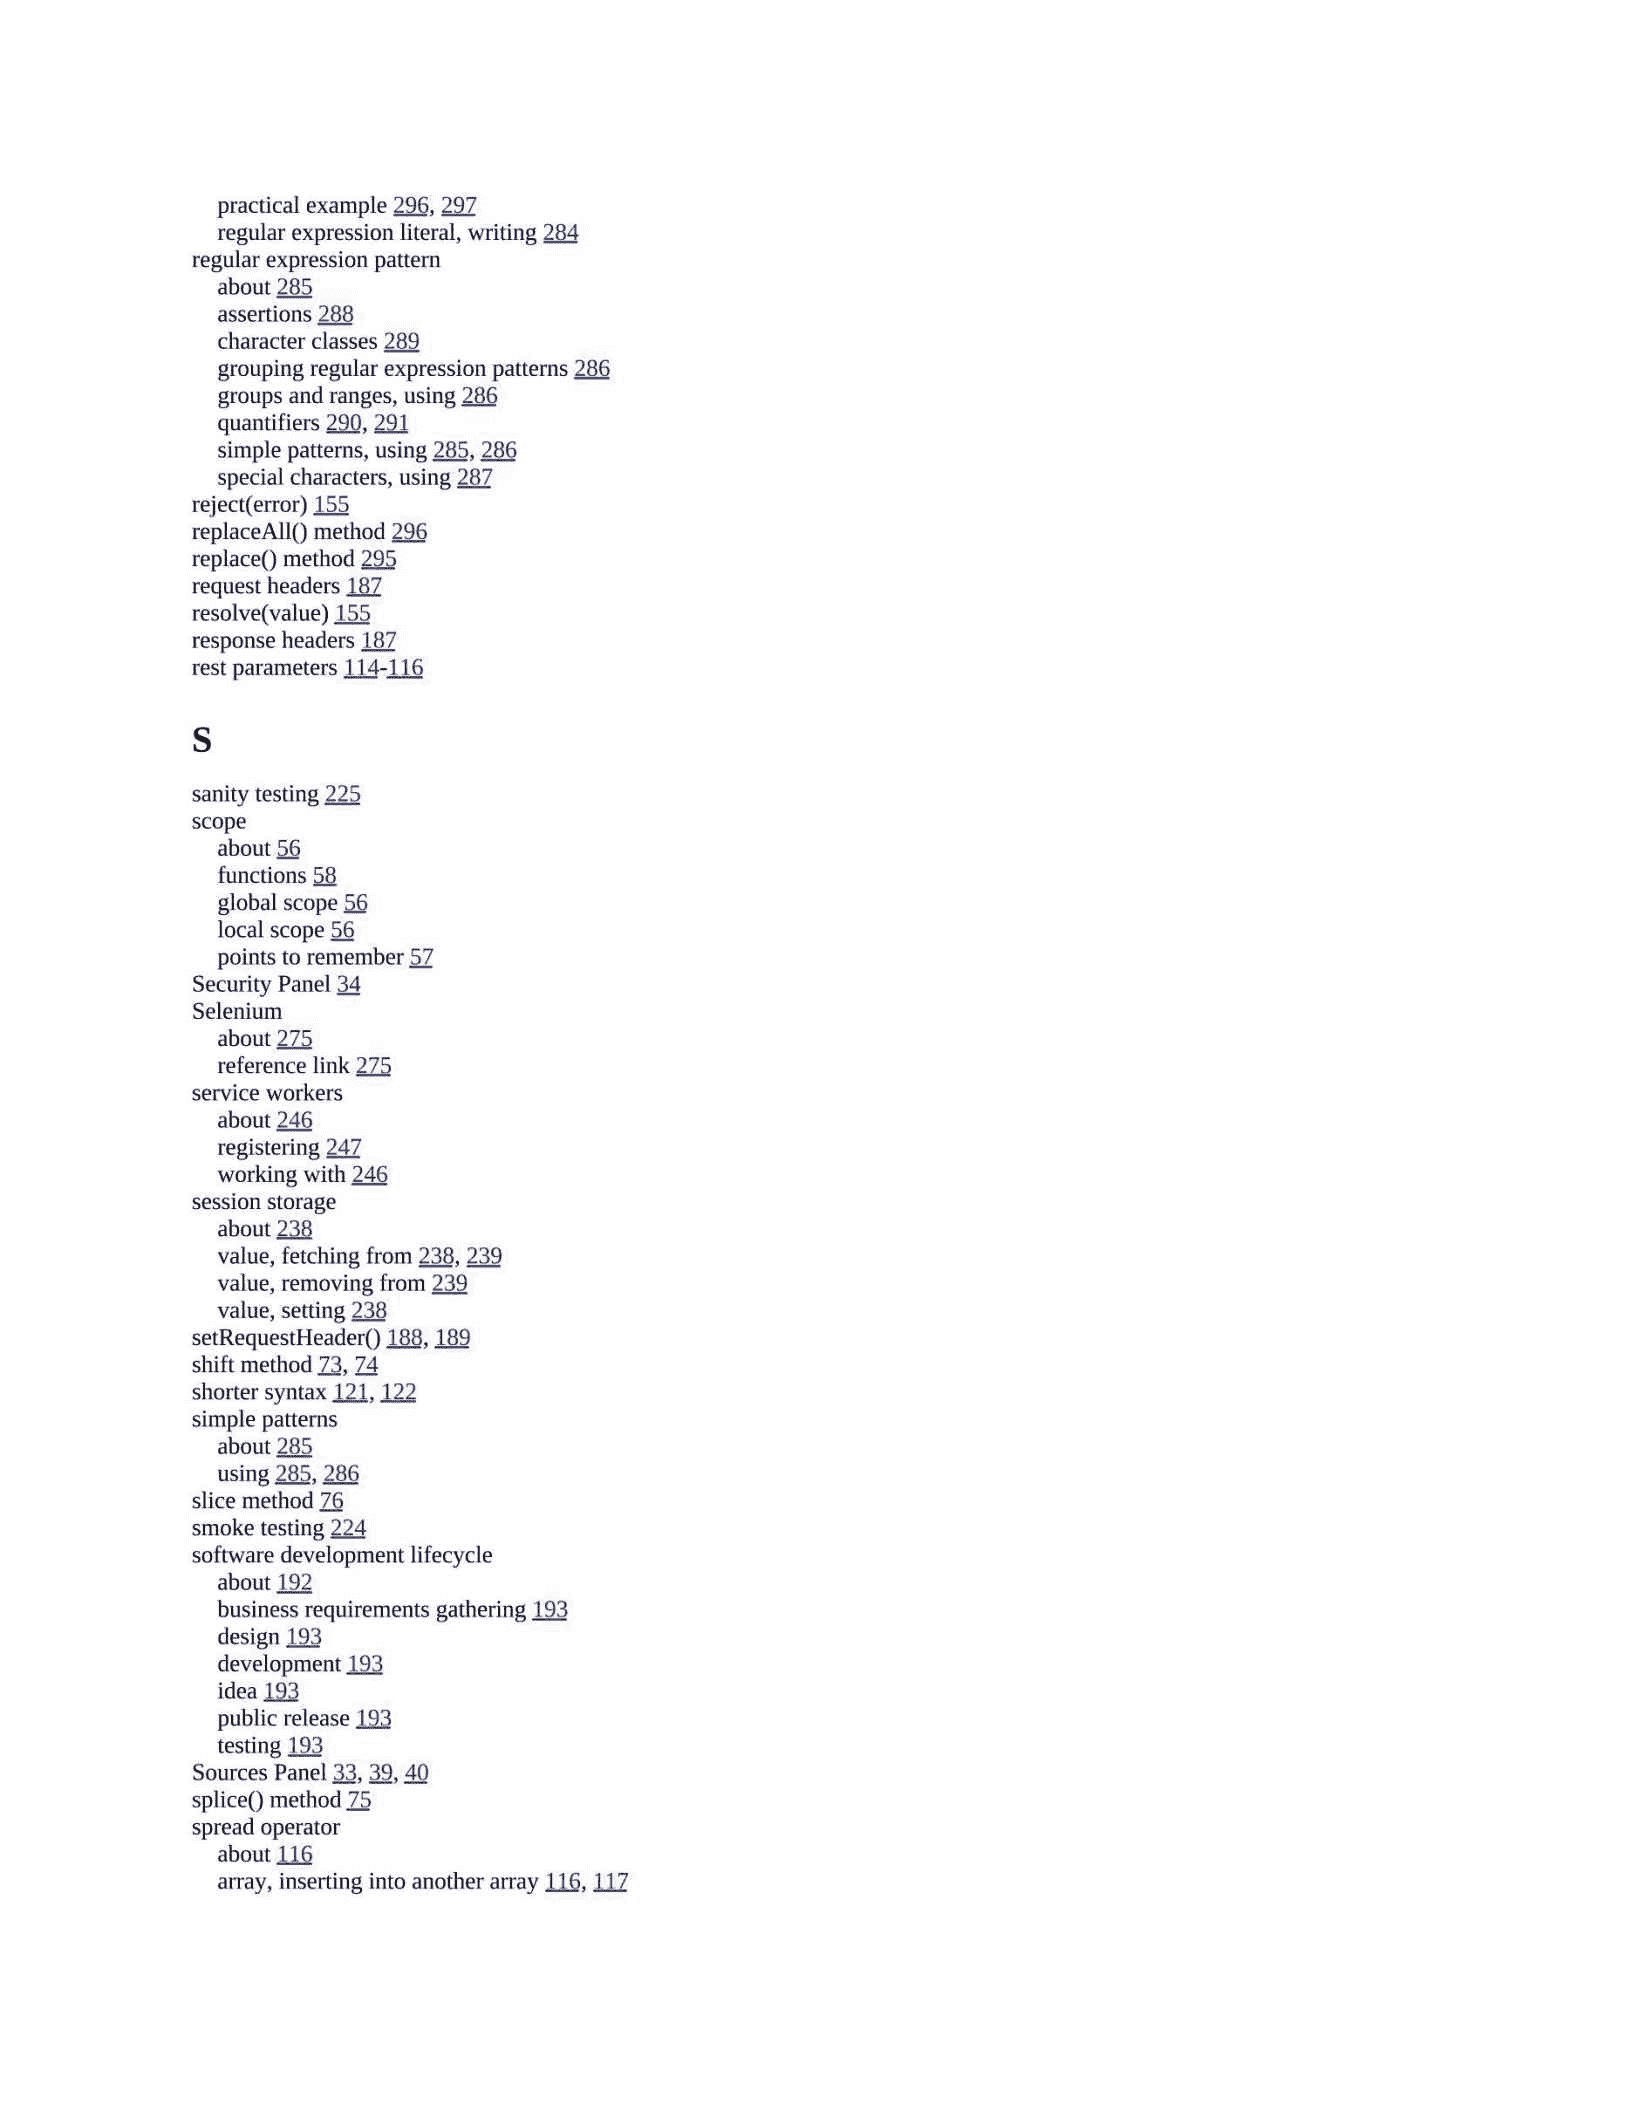 practical example 296, 297
regular expression literal, writing 284
regular expression pattern
about 285
assertions 288
character classes 289
grouping regular expression patterns 286
groups and ranges, using 286
quantifiers 290, 291
simple patterns, using 285, 286
special characters, using 287
reject(error) 155
replaceAll() method 296
replace() method 295
request headers 187
resolve(value) 155
response headers 187
rest parameters 114-116
S
sanity testing 225
scope
about 56
functions 58
global scope 56
local scope 56
points to remember 57
Security Panel 34
Selenium
about 275
reference link 275
service workers
about 246
registering 247
working with 246
session storage
about 238
value, fetching from 238, 239
value, removing from 239
value, setting 238
setRequestHeader() 188, 189
shift method 73, 74
shorter syntax 121, 122
simple patterns
about 285
using 285, 286
slice method 76
smoke testing 224
software development lifecycle
about 192
business requirements gathering 193
design 193
development 193
idea 193
public release 193
testing 193
Sources Panel 33, 39, 40
splice() method 75
spread operator
about 116
array, inserting into another array 116, 117